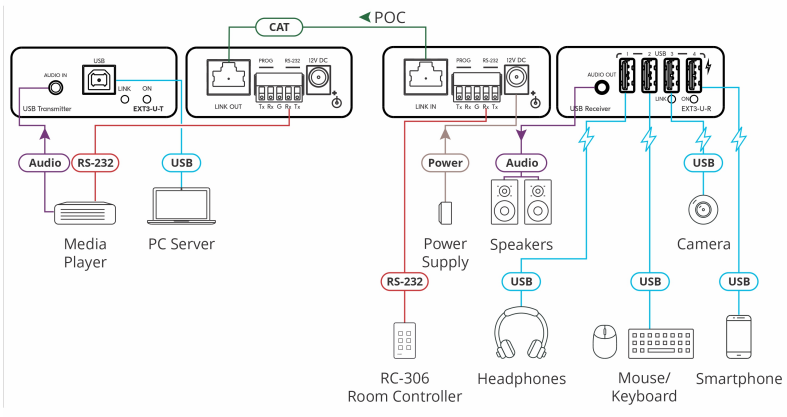 POC
CAT
AUDIO IN
USB
LINK
ON
USB Transmitter
EXT3-U-T
LINK OUT
PROG
RS-232
12V DC
Tx Rx G Rx Tx
LINK IN
PROG
RS-232
12V DC
Tx Rx G Rx Tx
AUDIO OUT
1 2 USB 3 4
LINK
ON
USB Receiver
EXT3-U-R
Audio
RS-232
USB
Power
Audio
USB
Media
Player
PC Server
Power
Supply
Speakers
Camera
RS-232
USB
USB
USB
RC-306
Room Controller
Headphones
Mouse/
Keyboard
Smartphone